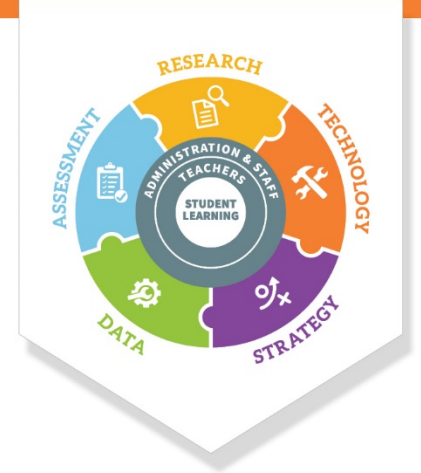 RESEARCH
TECHNOLOGY
STRATEGY
DATA
ASSESSMENT
ADMINISTRATION & STAFF
TEACHERS
STUDENT
LEARNING